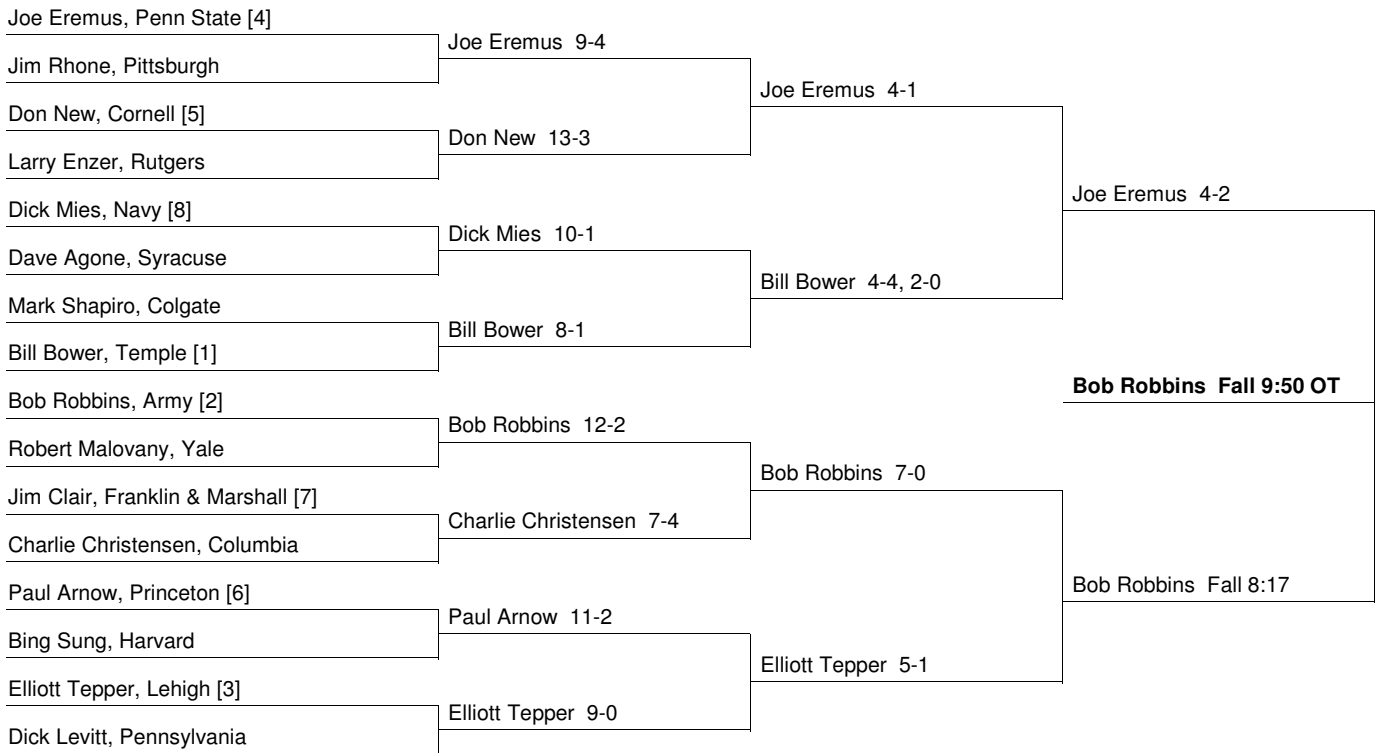 Joe Eremus, Penn State [4]
Jim Rhone, Pittsburgh
Don New, Cornell [5]
Larry Enzer, Rutgers
Dick Mies, Navy [8]
Dave Agone, Syracuse
Mark Shapiro, Colgate
Bill Bower, Temple [1]
Bob Robbins, Army [2]
Robert Malovany, Yale
Jim Clair, Franklin & Marshall [7]
Charlie Christensen, Columbia
Paul Arnow, Princeton [6]
Bing Sung, Harvard
Elliott Tepper, Lehigh [3]
Dick Levitt, Pennsylvania
Joe Eremus 9-4
Don New 13-3
Dick Mies 10-1
Bill Bower 8-1
Bob Robbins 12-2
Charlie Christensen 7-4
Paul Arnow 11-2
Elliott Tepper 9-0
Joe Eremus 4-1
Bill Bower 4-4, 2-0
Bob Robbins 7-0
Elliott Tepper 5-1
Joe Eremus 4-2
Bob Robbins Fall 8:17
Bob Robbins Fall 9:50 OT